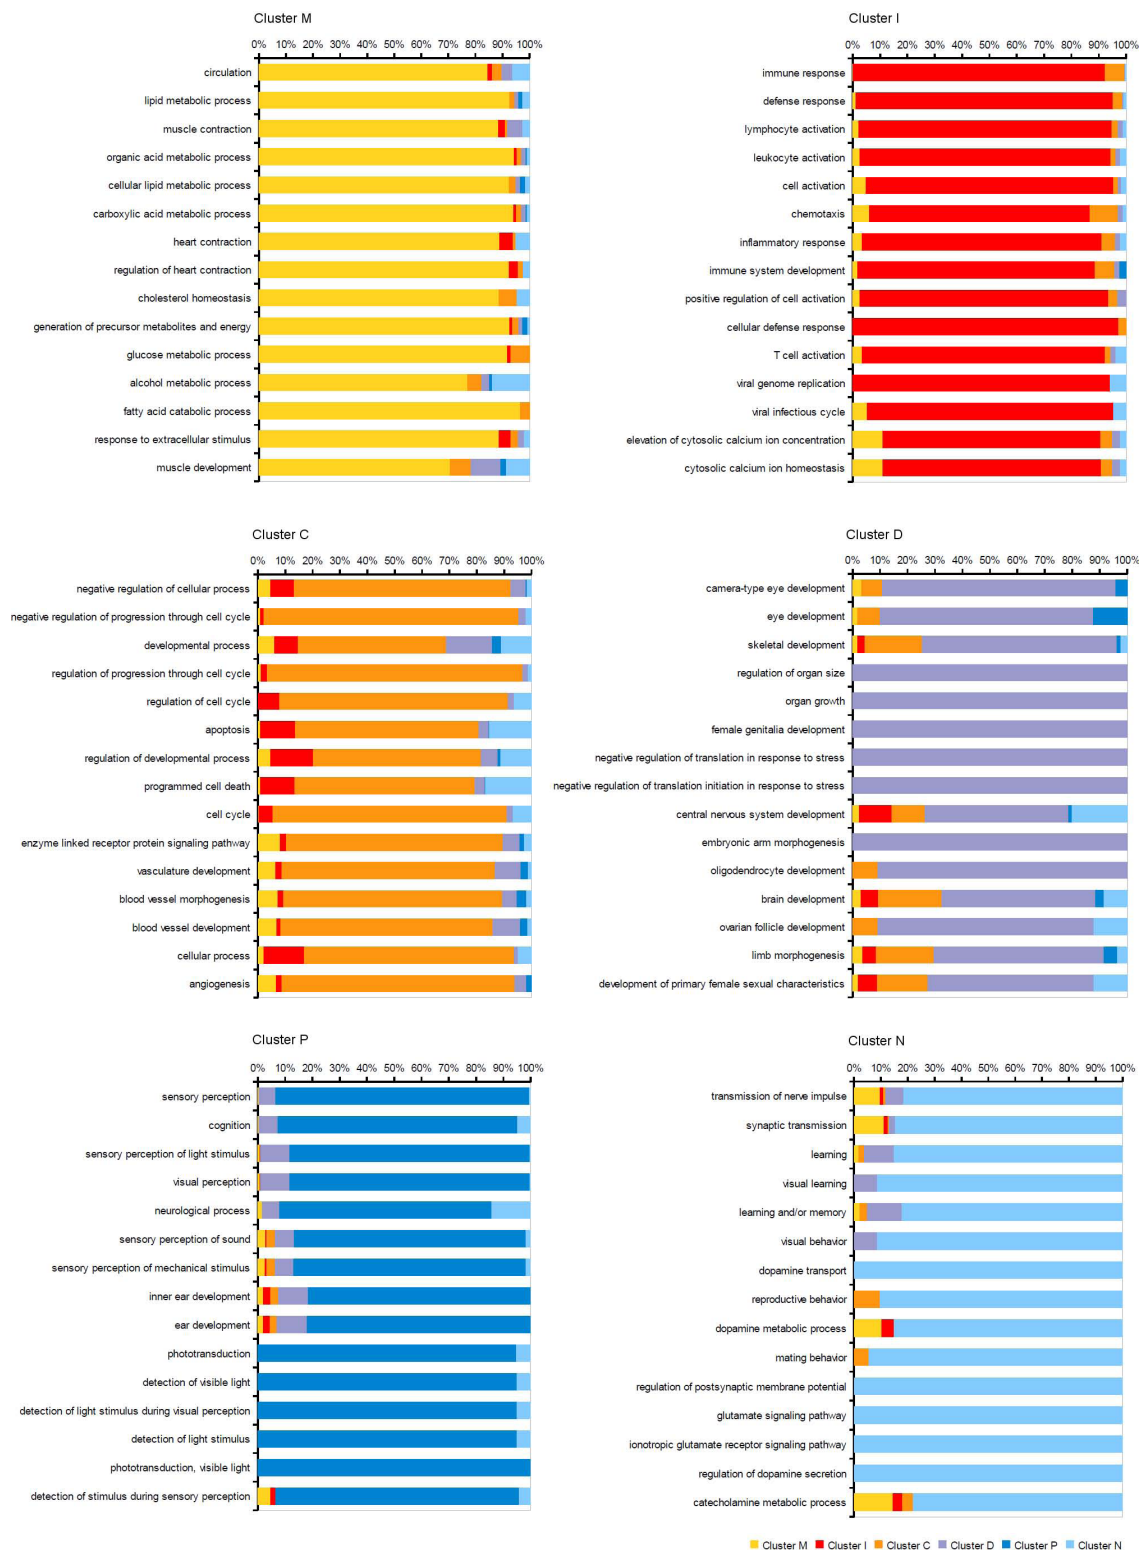 Cluster M
0% 10% 20% 30% 40% 50% 60% 70% 80% 90% 100%
circulation
lipid metabolic process
muscle contraction
organic acid metabolic process
cellular lipid metabolic process
carboxylic acid metabolic process
heart contraction
regulation of heart contraction
cholesterol homeostasis
generation of precursor metabolites and energy
glucose metabolic process
alcohol metabolic process
fatty acid catabolic process
response to extracellular stimulus
muscle development
Cluster I
0% 10% 20% 30% 40% 50% 60% 70% 80% 90% 100%
immune response
defense response
lymphocyte activation
leukocyte activation
cell activation
chemotaxis
inflammatory response
immune system development
positive regulation of cell activation
cellular defense response
T cell activation
viral genome replication
viral infectious cycle
elevation of cytosolic calcium ion concentration
cytosolic calcium ion homeostasis
Cluster C
0% 10% 20% 30% 40% 50% 60% 70% 80% 90% 100%
negative regulation of cellular process
negative regulation of progression through cell cycle
developmental process
regulation of progression through cell cycle
regulation of cell cycle
apoptosis
regulation of developmental process
programmed cell death
cell cycle
enzyme linked receptor protein signaling pathway
vasculature development
blood vessel morphogenesis
blood vessel development
cellular process
angiogenesis
Cluster D
0% 10% 20% 30% 40% 50% 60% 70% 80% 90% 100%
camera-type eye development
eye development
skeletal development
regulation of organ size
organ growth
female genitalia development
negative regulation of translation in response to stress
negative regulation of translation initiation in response to stress
central nervous system development
embryonic arm morphogenesis
oligodendrocyte development
brain development
ovarian follicle development
limb morphogenesis
development of primary female sexual characteristics
Cluster P
0% 10% 20% 30% 40% 50% 60% 70% 80% 90% 100%
sensory perception
cognition
sensory perception of light stimulus
visual perception
neurological process
sensory perception of sound
sensory perception of mechanical stimulus
inner ear development
ear development
phototransduction
detection of visible light
detection of light stimulus during visual perception
detection of light stimulus
phototransduction, visible light
detection of stimulus during sensory perception
Cluster N
0% 10% 20% 30% 40% 50% 60% 70% 80% 90% 100%
transmission of nerve impulse
synaptic transmission
learning
visual learning
learning and/or memory
visual behavior
dopamine transport
reproductive behavior
dopamine metabolic process
mating behavior
regulation of postsynaptic membrane potential
glutamate signaling pathway
ionotropic glutamate receptor signaling pathway
regulation of dopamine secretion
catecholamine metabolic process
Cluster M Cluster I Cluster C Cluster D Cluster P Cluster N